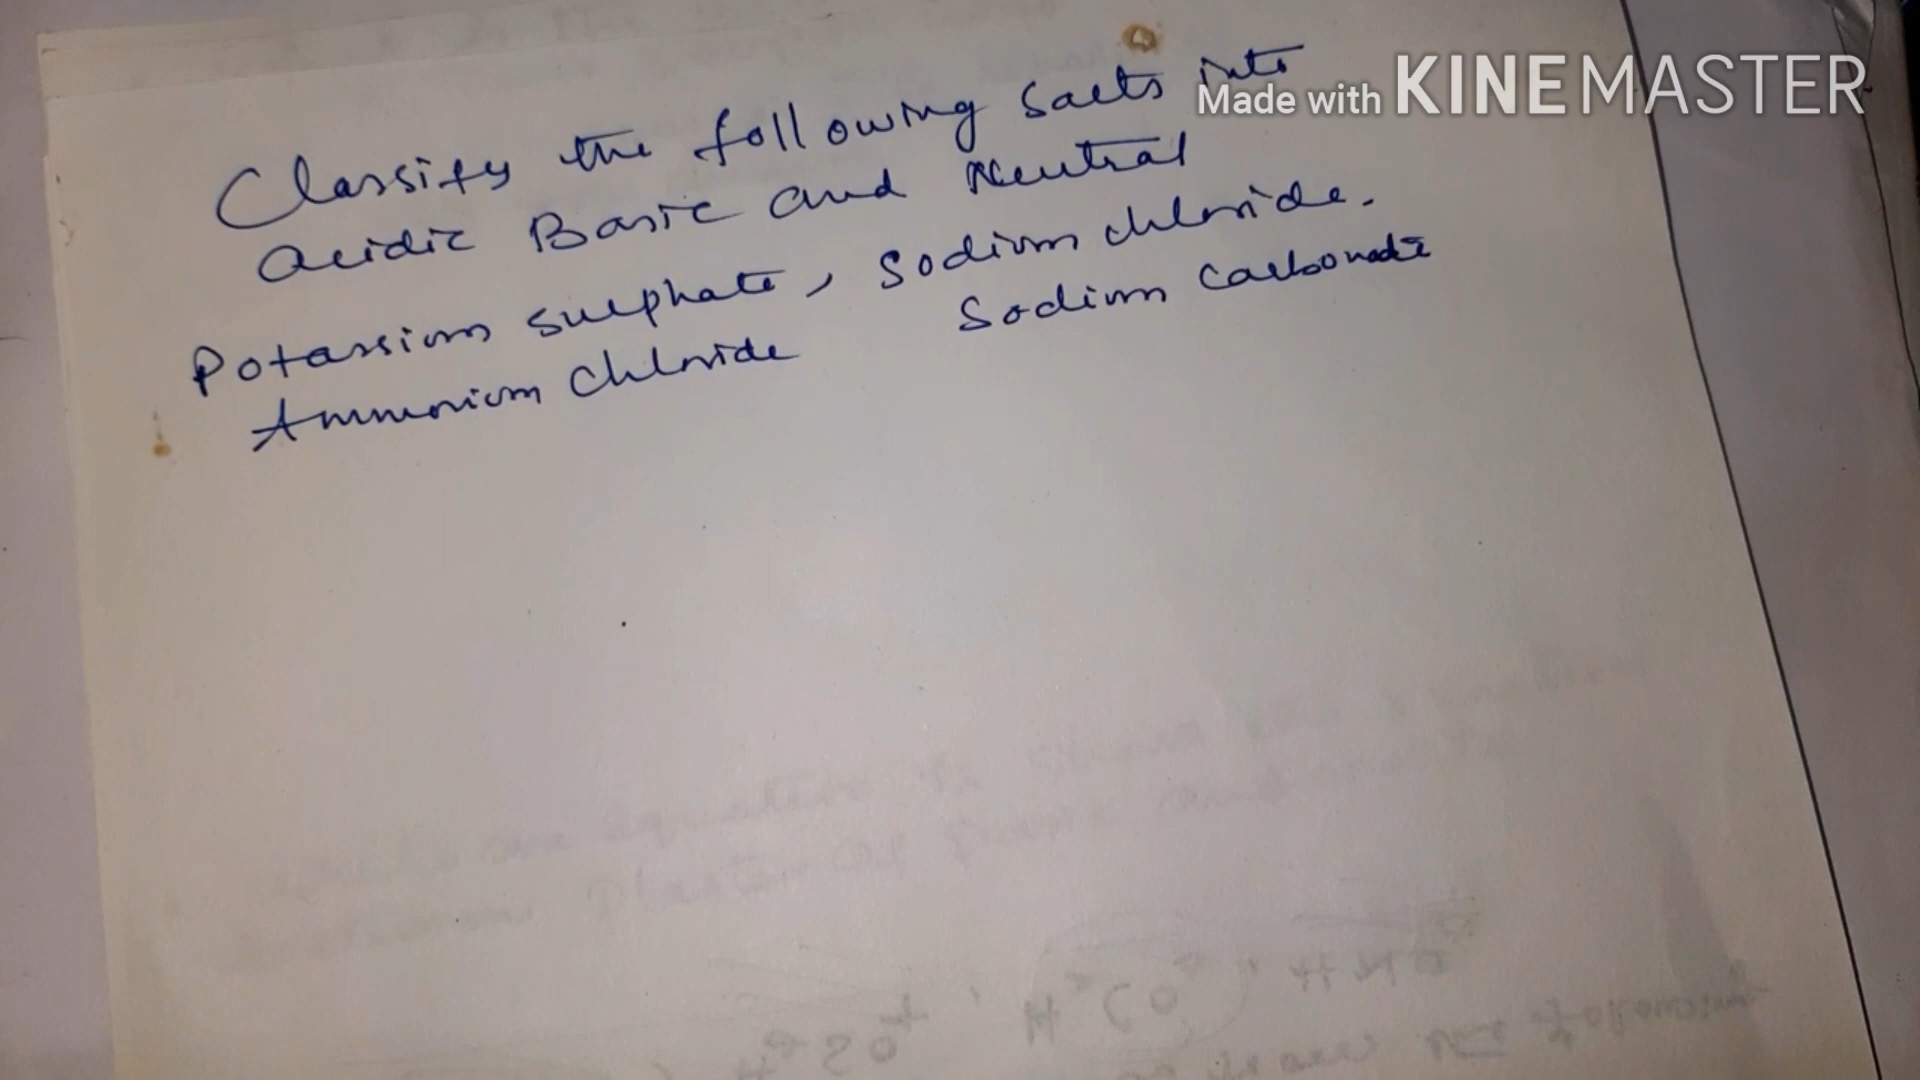 Made with KINEMASTER
Classify the following salts into
acidic Basic and Neutral
Potassium sulphate, Sodium chloride.
Ammonium chloride Sodium carbonate